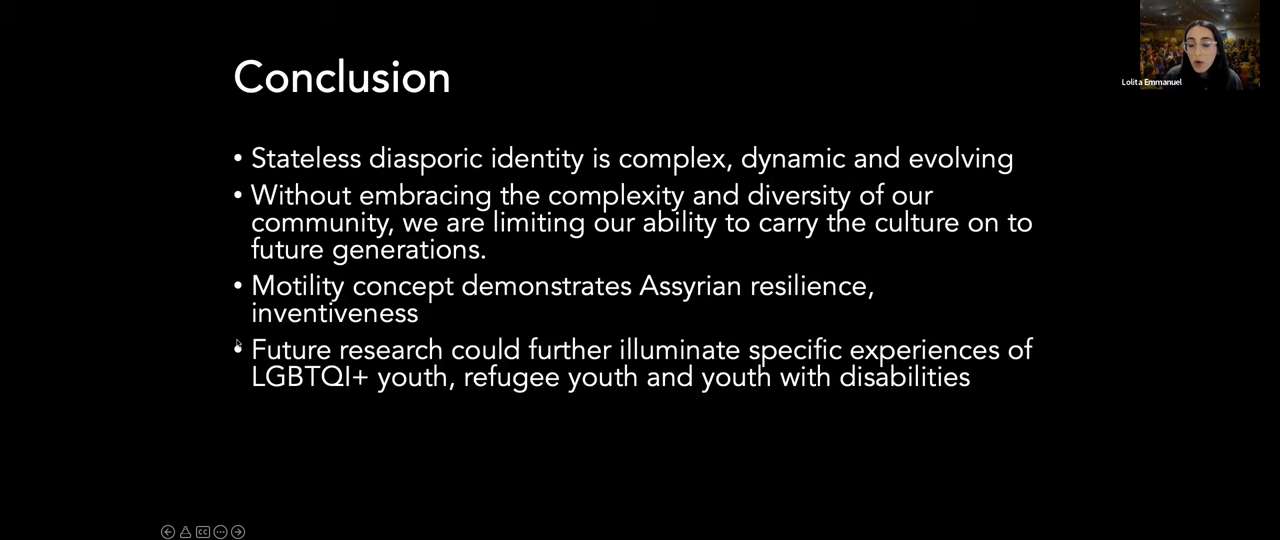 Conclusion
Lolita Emmanuel
• Stateless diasporic identity is complex, dynamic and evolving
• Without embracing the complexity and diversity of our
community, we are limiting our ability to carry the culture on to
future generations.
• Motility concept demonstrates Assyrian resilience,
inventiveness
• Future research could further illuminate specific experiences of
LGBTQI+ youth, refugee youth and youth with disabilities
CC